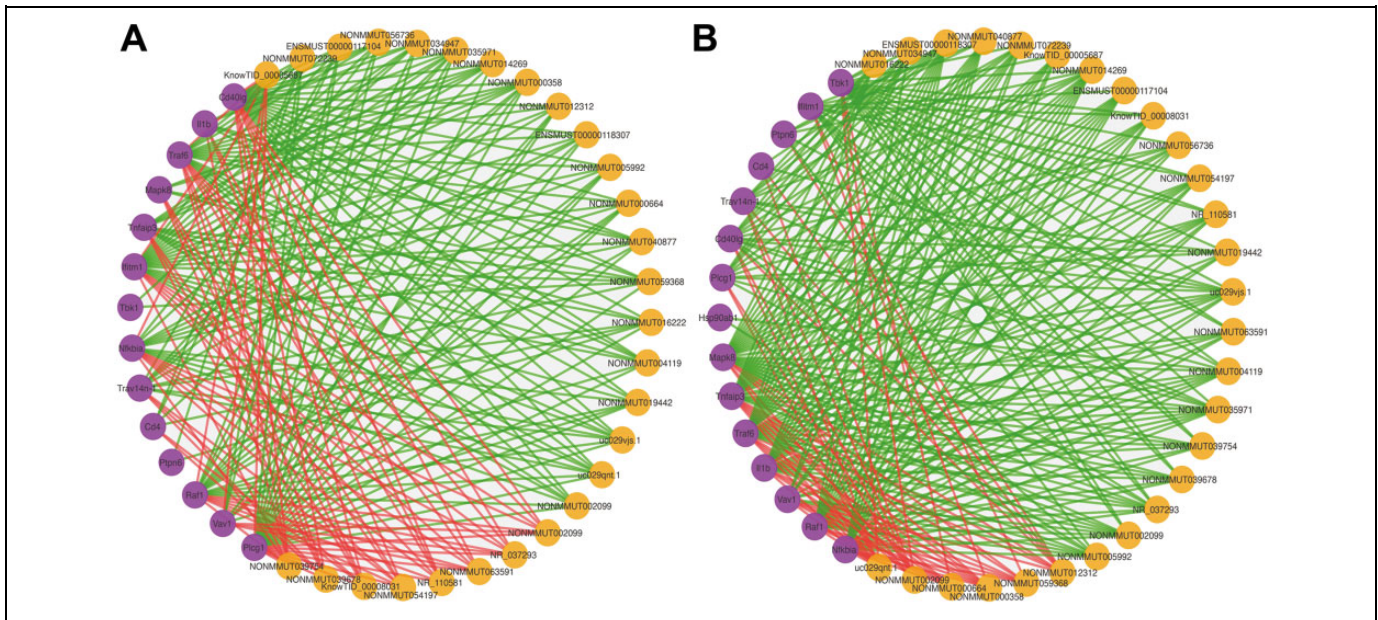 A
NONMMUT056736
ENSMUST00000117104
NONMMUT034947
NONMMUT072239
NONMMUT035971
KnowTID_00005687
NONMMUT014269
NONMMUT000358
Cd40lg
NONMMUT012312
Il1b
ENSMUST00000118307
Traf6
NONMMUT005992
Mapk8
NONMMUT000664
Tnfaip3
NONMMUT040877
Ifitm1
NONMMUT059368
Tbk1
NONMMUT016222
Nfkbia
NONMMUT004119
Trav14n-1
NONMMUT019442
Cd4
uc029vjs.1
Ptpn6
uc029qnt.1
Raf1
NONMMUT002099
Vav1
NONMMUT002099
Plcg1
NR_037293
NONMMUT039754
NONMMUT063591
NONMMUT039678
NR_110581
KnowTID_00008031
NONMMUT054197
B
NONMMUT040877
ENSMUST00000118307
NONMMUT072239
NONMMUT034947
KnowTID_00005687
NONMMUT016222
NONMMUT014269
Tbk1
ENSMUST00000117104
Ifitm1
KnowTID_00008031
Ptpn6
NONMMUT056736
Cd4
NONMMUT054197
Trav14n-1
NR_110581
Cd40lg
NONMMUT019442
Plcg1
uc029vjs.1
Hsp90ab1
NONMMUT063591
Mapk8
NONMMUT004119
Tnfaip3
NONMMUT035971
Traf6
NONMMUT039754
Il1b
NONMMUT039678
Vav1
NR_037293
Raf1
NONMMUT002099
Nfkbia
NONMMUT005992
uc029qnt.1
NONMMUT012312
NONMMUT002099
NONMMUT059368
NONMMUT000664
NONMMUT000358